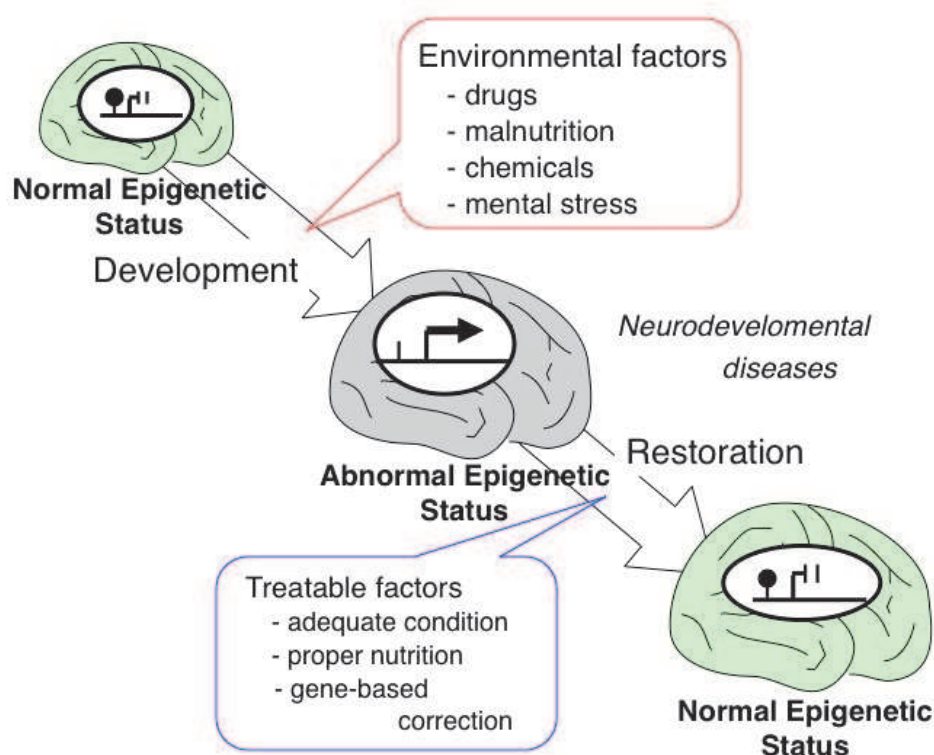 Environmental factors
- drugs
- malnutrition
- chemicals
- mental stress
Normal Epigenetic
Status
Development
Neurodevelomental
diseases
Abnormal Epigenetic
Status
Restoration
Treatable factors
- adequate condition
- proper nutrition
- gene-based
correction
Normal Epigenetic
Status